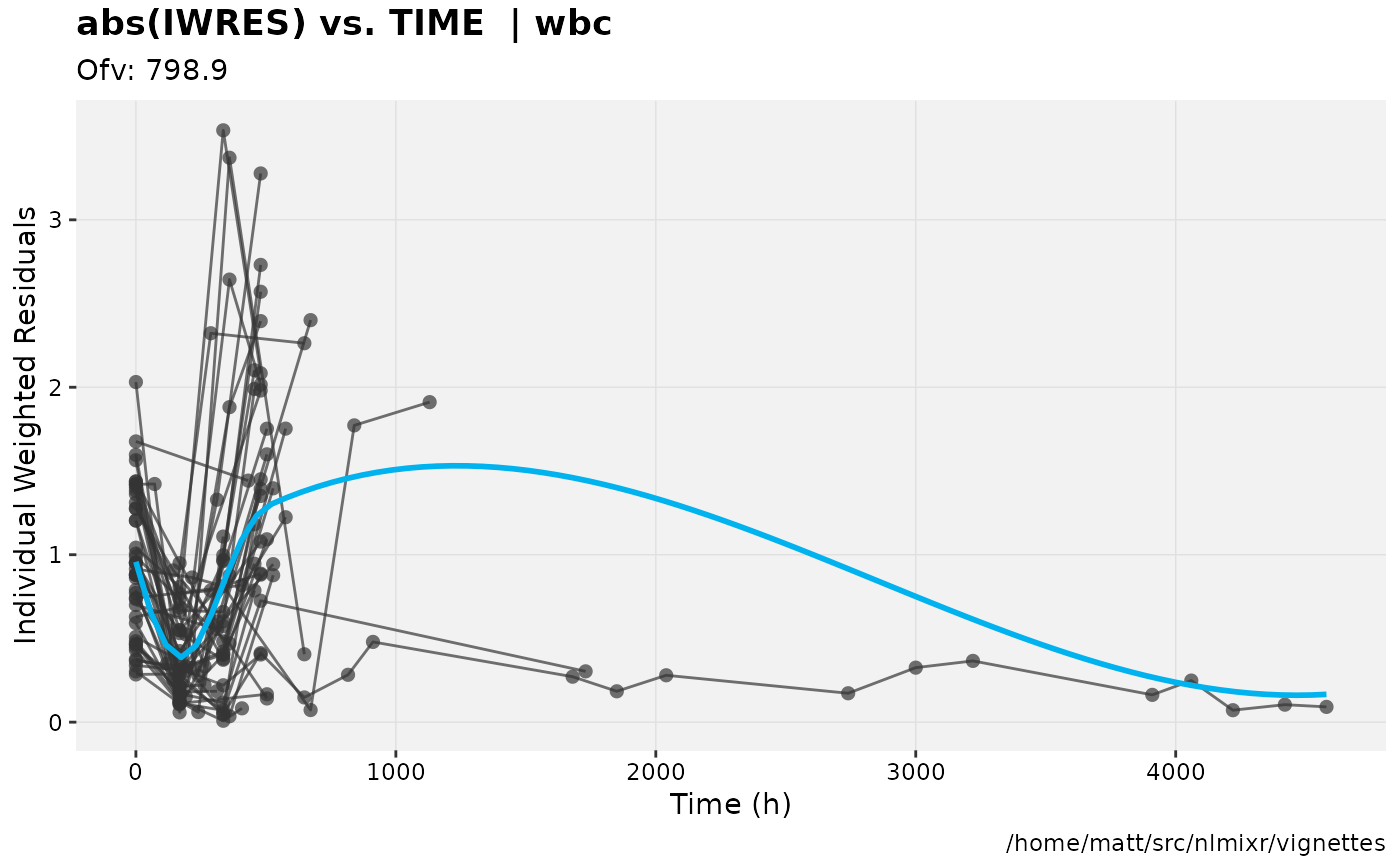 abs(IWRES) vs. TIME  | wbc
Ofv: 798.9
Individual Weighted Residuals
3
2
1
0
0 1000 2000 3000 4000
Time (h)
/home/matt/src/nlmixr/vignettes